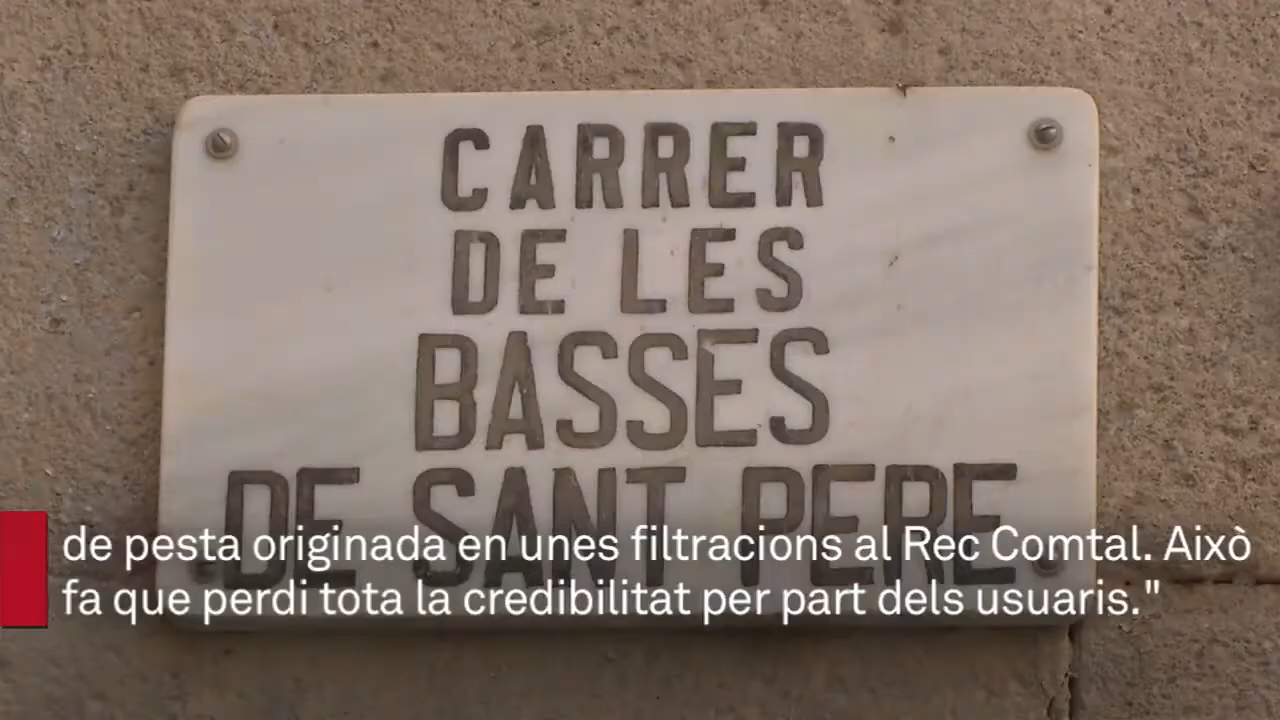 CARRER
DE LES
BASSES
DE SANT PERE
de pesta originada en unes filtracions al Rec Comtal. Això
fa que perdi tota la credibilitat per part dels usuaris."